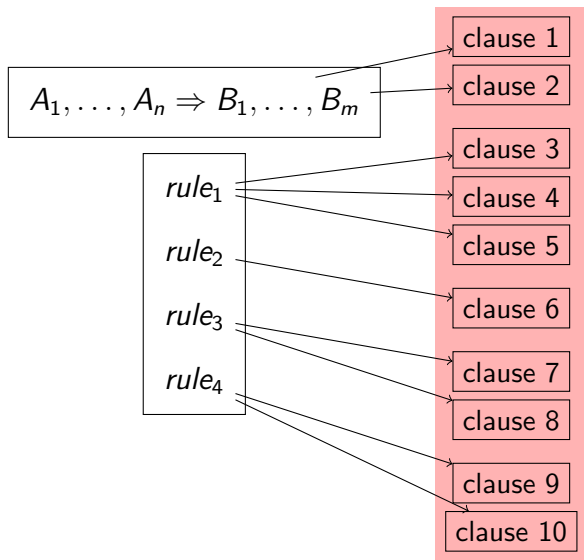 A₁, . . . , Aₙ ⇒ B₁, . . . , Bₘ
rule₁
rule₂
rule₃
rule₄
clause 1
clause 2
clause 3
clause 4
clause 5
clause 6
clause 7
clause 8
clause 9
clause 10